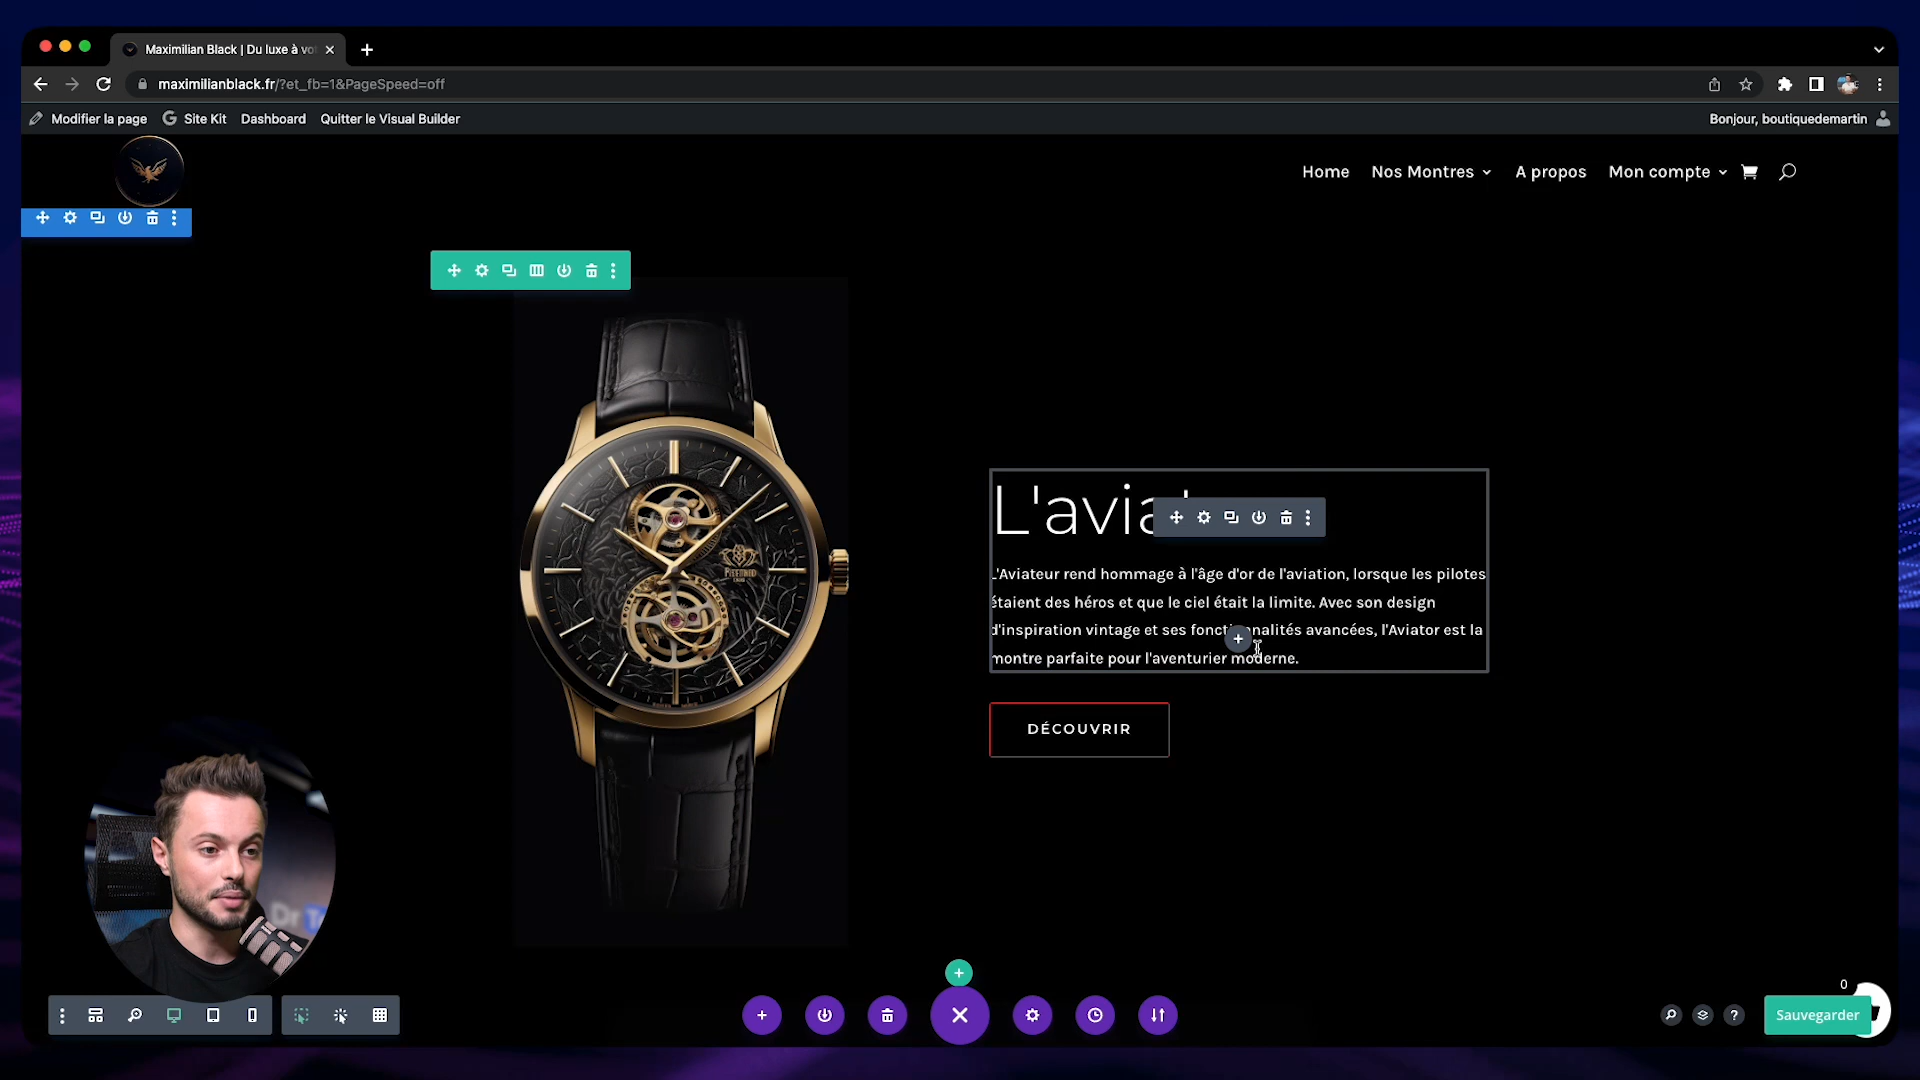 Maximilian Black | Du luxe à vo
maximilianblack.fr/?et_fb=1&PageSpeed=off
Modifier la page
Site Kit
Dashboard
Quitter le Visual Builder
Bonjour, boutiquedemartin
Home
Nos Montres
A propos
Mon compte
L'avia
L'Aviateur rend hommage à l'âge d'or de l'aviation, lorsque les pilotes
étaient des héros et que le ciel était la limite. Avec son design
d'inspiration vintage et ses fonctionnalités avancées, l'Aviator est la
montre parfaite pour l'aventurier moderne.
DÉCOUVRIR
Dr
0
Sauvegarder